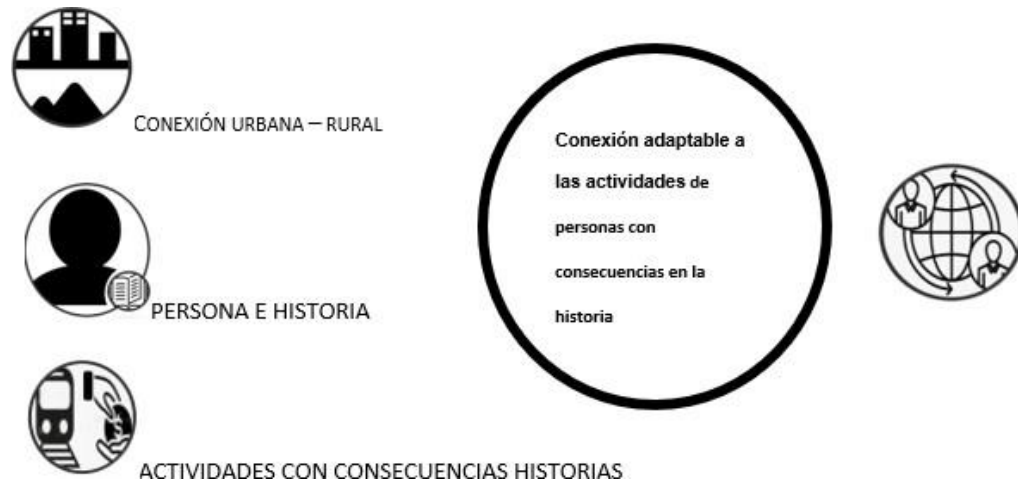 CONEXIÓN URBANA – RURAL
PERSONA E HISTORIA
ACTIVIDADES CON CONSECUENCIAS HISTORIAS
Conexión adaptable a
las actividades de
personas con
consecuencias en la
historia
$